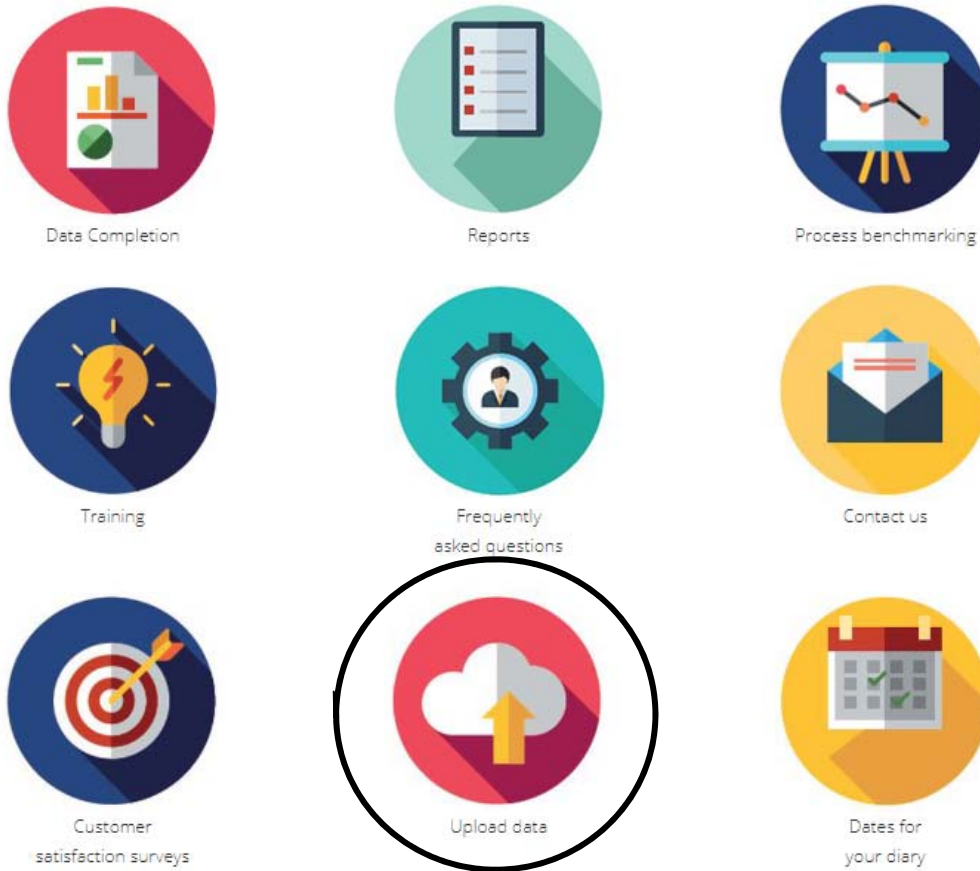 Data Completion
Reports
Process benchmarking
Training
Frequently
asked questions
Contact us
Customer
satisfaction surveys
Upload data
Dates for
your diary